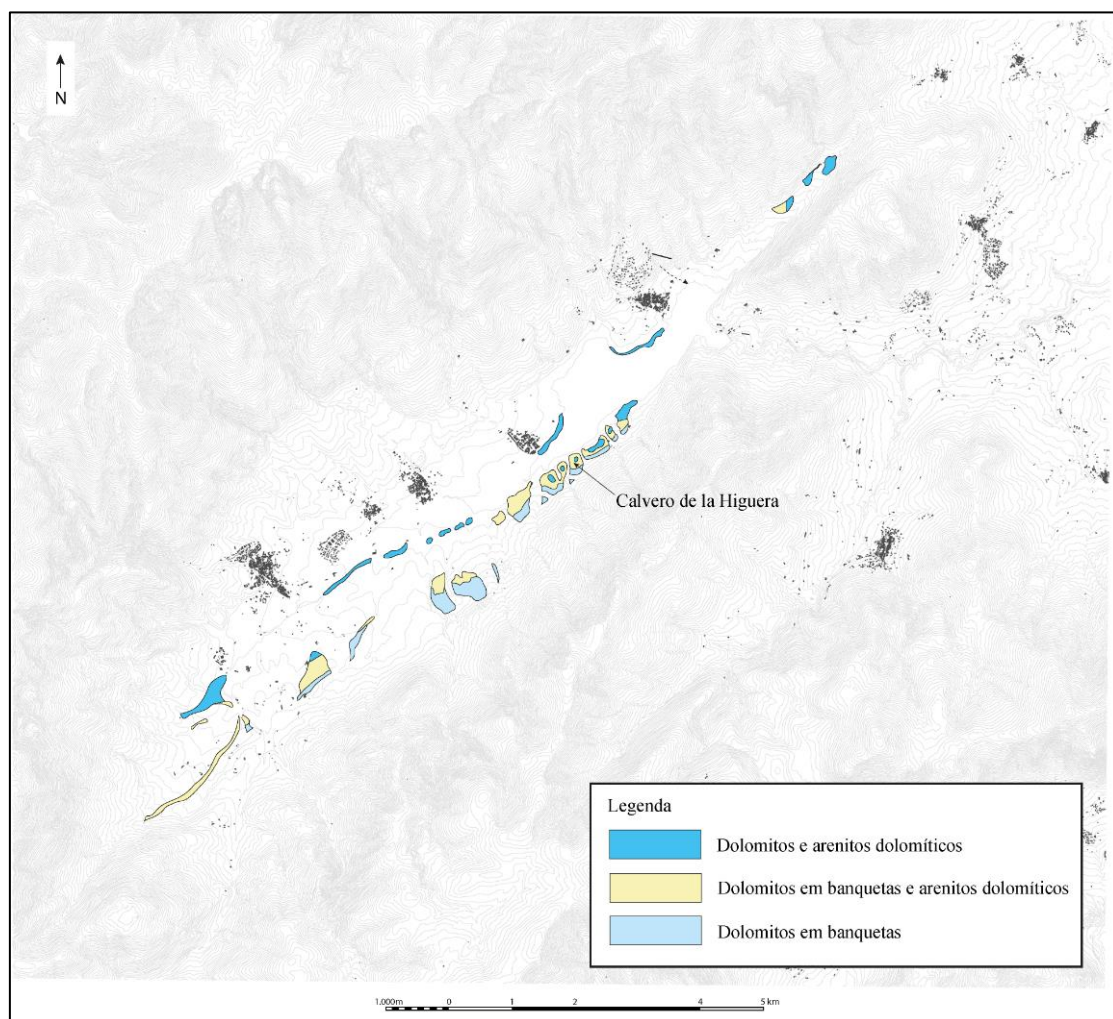 N
Calvero de la Higuera
Legenda
Dolomitos e arenitos dolomíticos
Dolomitos em banquetas e arenitos dolomíticos
Dolomitos em banquetas
1,000m 0 1 2 4 5 km